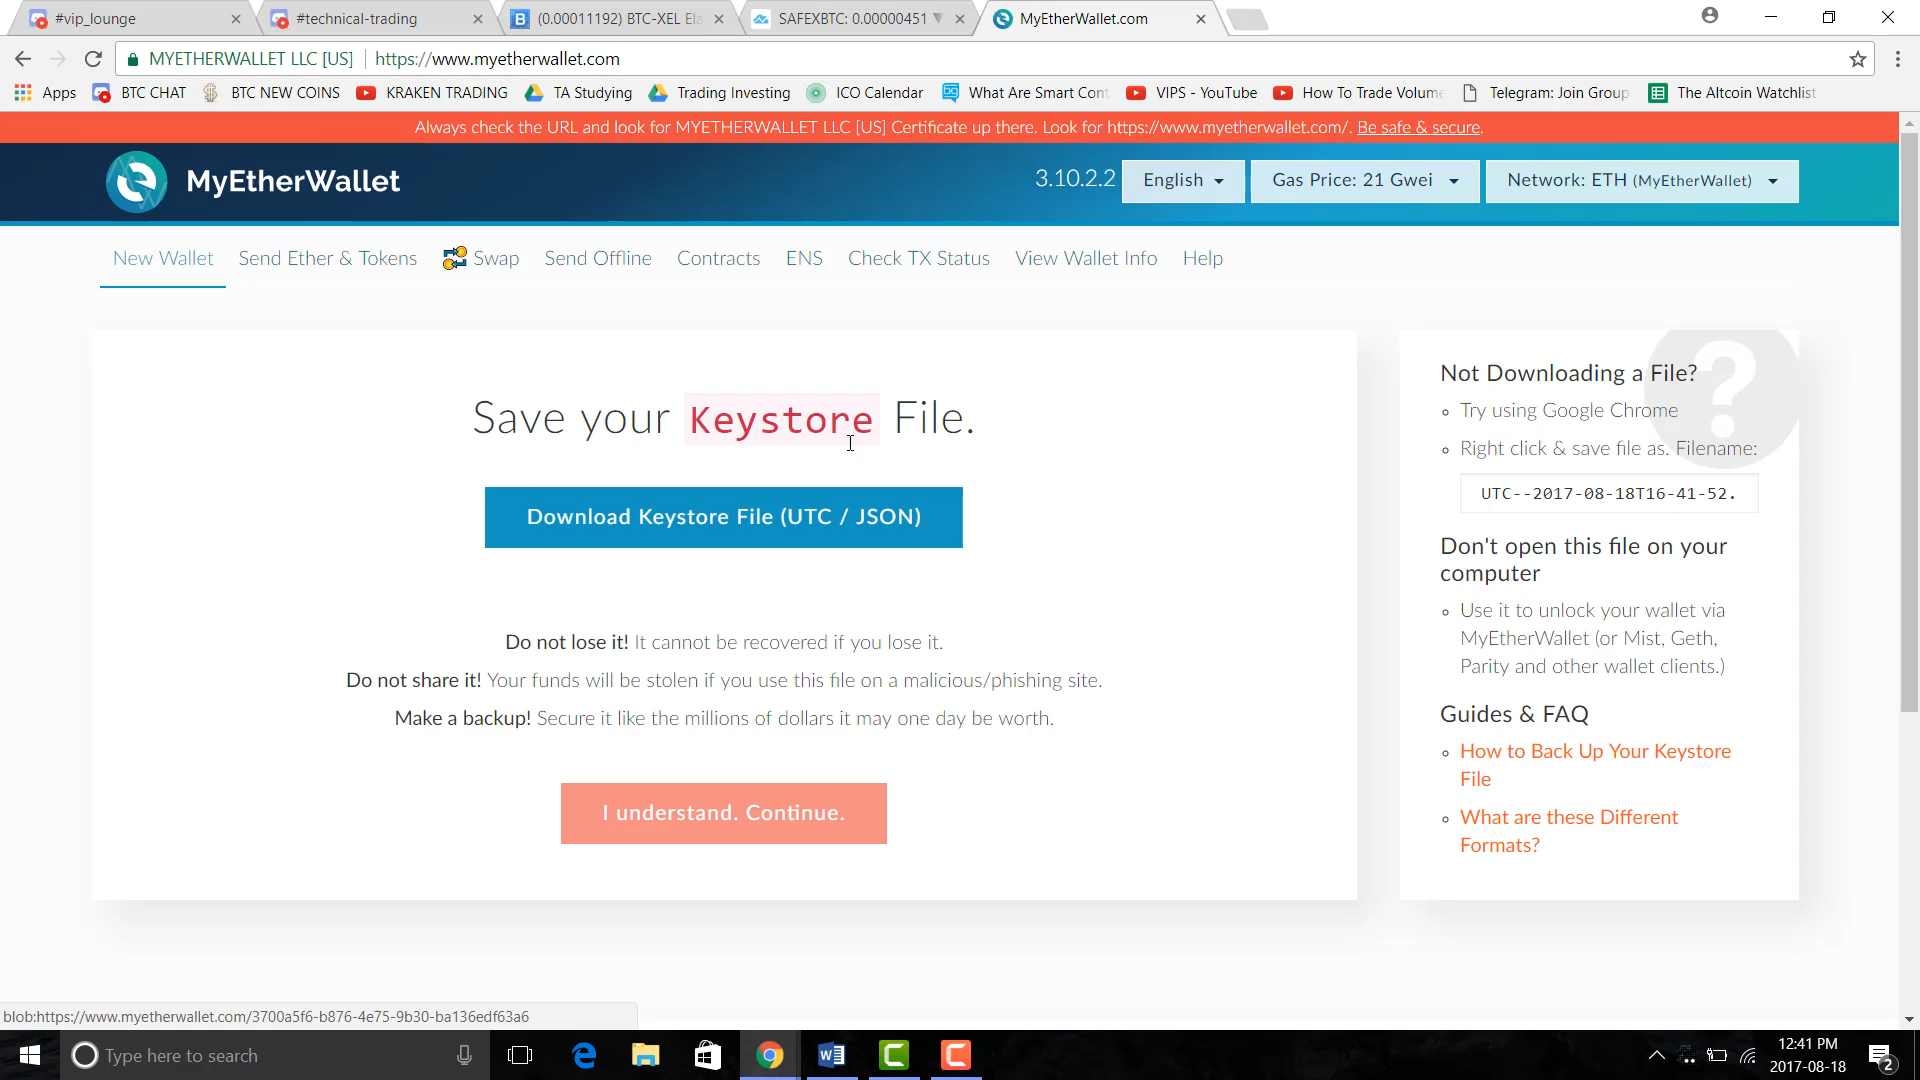 #vip_lounge
#technical-trading
(0.00011192) BTC-XEL Ela
SAFEXBTC: 0.00000451 ▼
MyEtherWallet.com
MYETHERWALLET LLC [US] https://www.myetherwallet.com
Apps
BTC CHAT
BTC NEW COINS
KRAKEN TRADING
TA Studying
Trading Investing
ICO Calendar
What Are Smart Cont
VIPS - YouTube
How To Trade Volume
Telegram: Join Group
The Altcoin Watchlist
Always check the URL and look for MYETHERWALLET LLC [US] Certificate up there. Look for https://www.myetherwallet.com/. Be safe & secure.
MyEtherWallet
3.10.2.2
English
Gas Price: 21 Gwei
Network: ETH (MyEtherWallet)
New Wallet
Send Ether & Tokens
Swap
Send Offline
Contracts
ENS
Check TX Status
View Wallet Info
Help
Save your Keystore File.
Download Keystore File (UTC / JSON)
Do not lose it! It cannot be recovered if you lose it.
Do not share it! Your funds will be stolen if you use this file on a malicious/phishing site.
Make a backup! Secure it like the millions of dollars it may one day be worth.
I understand. Continue.
Not Downloading a File?
Try using Google Chrome
Right click & save file as. Filename:
UTC--2017-08-18T16-41-52.
Don't open this file on your
computer
Use it to unlock your wallet via
MyEtherWallet (or Mist, Geth,
Parity and other wallet clients.)
Guides & FAQ
How to Back Up Your Keystore
File
What are these Different
Formats?
blob:https://www.myetherwallet.com/3700a5f6-b876-4e75-9b30-ba136edf63a6
Type here to search
12:41 PM
2017-08-18
2